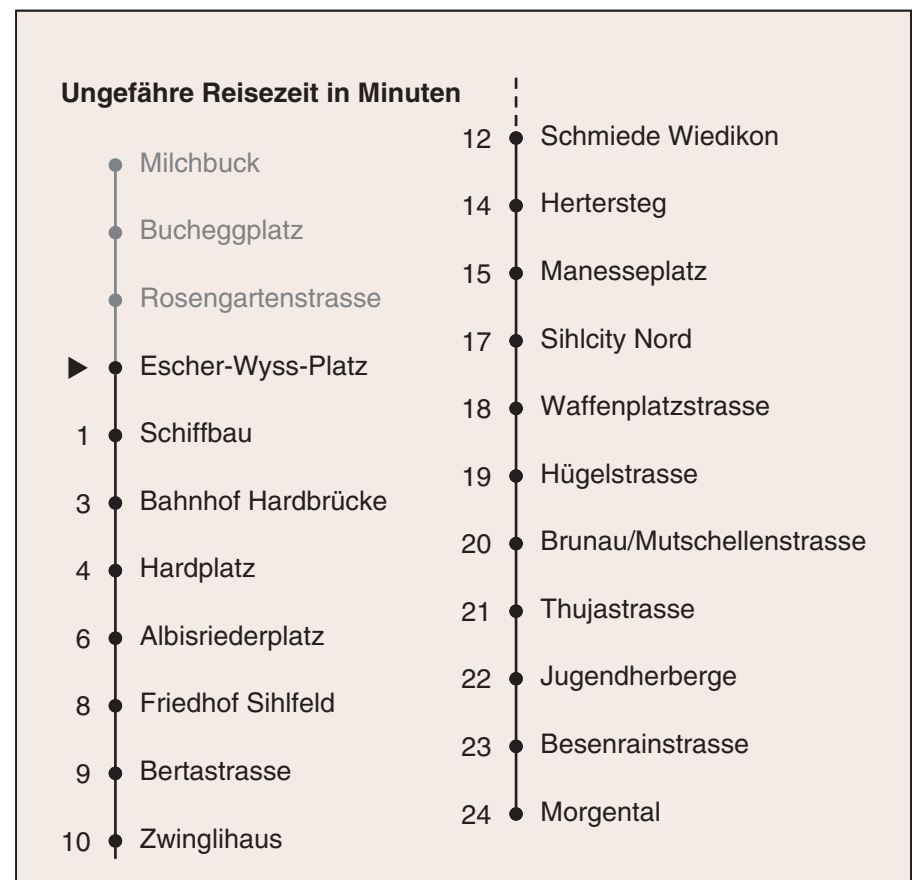 Ungefähre Reisezeit in Minuten
Milchbuck
Bucheggplatz
Rosengartenstrasse
Escher-Wyss-Platz
1 Schiffbau
3 Bahnhof Hardbrücke
4 Hardplatz
6 Albisriederplatz
8 Friedhof Sihlfeld
9 Bertastrasse
10 Zwinglihaus
12 Schmiede Wiedikon
14 Hertersteg
15 Manesseplatz
17 Sihlcity Nord
18 Waffenplatzstrasse
19 Hügelstrasse
20 Brunau/Mutschellenstrasse
21 Thujastrasse
22 Jugendherberge
23 Besenrainstrasse
24 Morgental